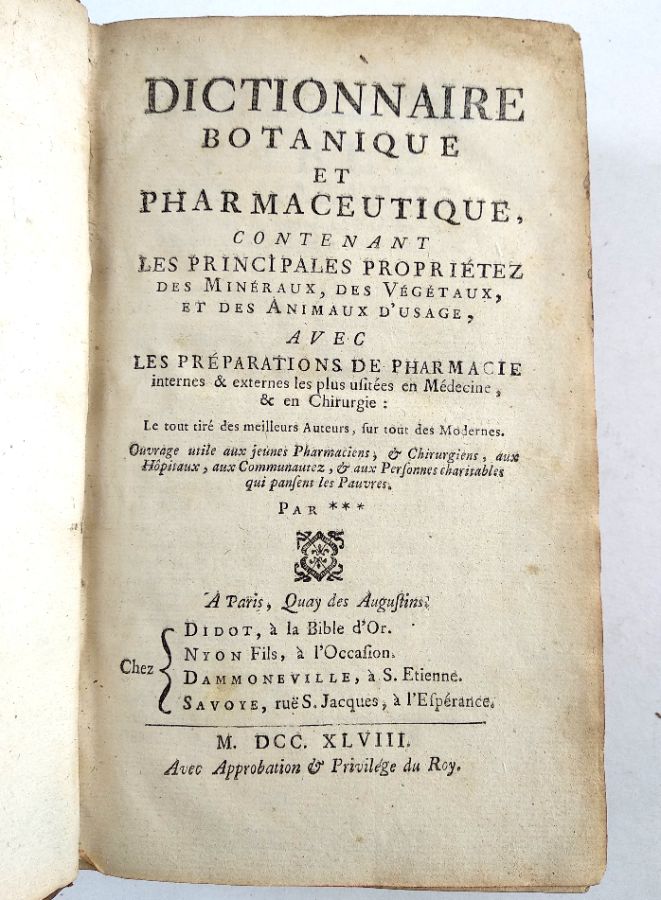 DICTIONNAIRE
BOTANIQUE
ET
PHARMACEUTIQUE,
CONTENANT
LES PRINCIPALES PROPRIÉTEZ
DES MINÉRAUX, DES VÉGÉTAUX,
ET DES ANIMAUX D'USAGE,
AVEC
LES PRÉPARATIONS DE PHARMACIE
internes & externes les plus uſitées en Médecine,
& en Chirurgie :
Le tout tiré des meilleurs Auteurs, ſur tout des Modernes.
Ouvrage utile aux jeunes Pharmaciens, & Chirurgiens, aux
Hôpitaux, aux Communautez, & aux Perſonnes charitables
qui panſent les Pauvres.
PAR ***
A Paris, Quay des Auguſtins,
DIDOT, à la Bible d'Or.
NYON Fils, à l'Occaſion.
Chez
DAMMONEVILLE, à S. Etienne.
SAVOYE, ruë S. Jacques, à l'Eſpérance.
M. DCC. XLVIII.
Avec Approbation & Privilége du Roy.